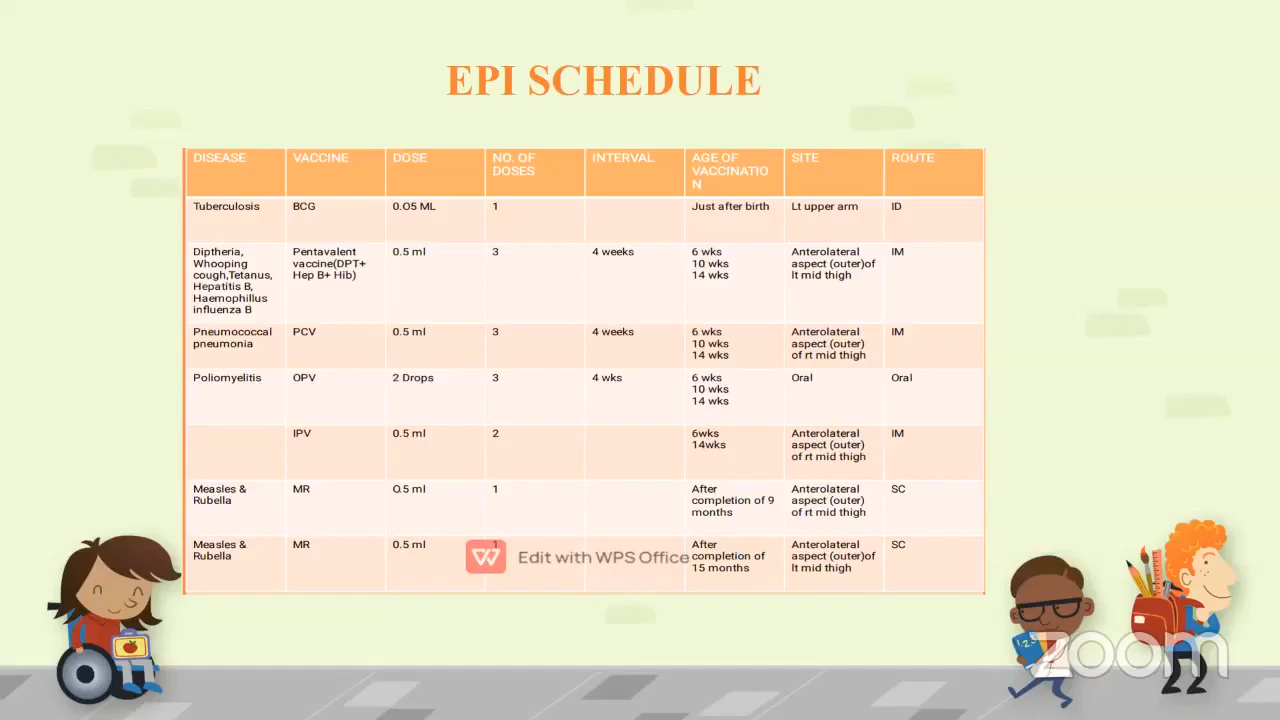 EPI SCHEDULE
DISEASE VACCINE DOSE NO. OF DOSES INTERVAL AGE OF VACCINATIO N SITE ROUTE
Tuberculosis BCG 0.O5 ML 1 Just after birth Lt upper arm ID
Diptheria, Whooping cough,Tetanus, Hepatitis B, Haemophillus influenza B Pentavalent vaccine(DPT+ Hep B+ Hib) 0.5 ml 3 4 weeks 6 wks 10 wks 14 wks Anterolateral aspect (outer)of lt mid thigh IM
Pneumococcal pneumonia PCV 0.5 ml 3 4 weeks 6 wks 10 wks 14 wks Anterolateral aspect (outer) of rt mid thigh IM
Poliomyelitis OPV 2 Drops 3 4 wks 6 wks 10 wks 14 wks Oral Oral
IPV 0.5 ml 2 6wks 14wks Anterolateral aspect (outer) of rt mid thigh IM
Measles & Rubella MR O.5 ml 1 After completion of 9 months Anterolateral aspect (outer) of rt mid thigh SC
Measles & Rubella MR 0.5 ml 1 After completion of 15 months Anterolateral aspect (outer)of lt mid thigh SC
Edit with WPS Office
1 2 3
zoom